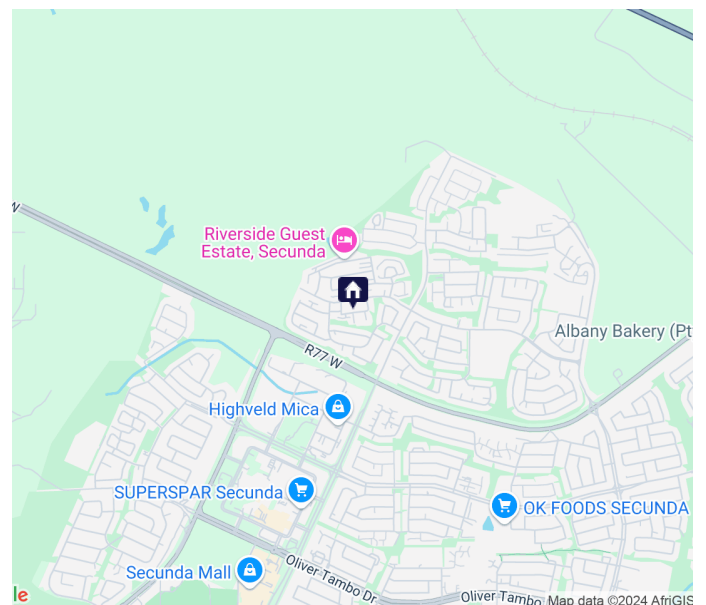 W
Riverside Guest
Estate, Secunda
Albany Bakery (Pt
R77 W
Highveld Mica
SUPERSPAR Secunda
OK FOODS SECUNDA
Secunda Mall
Oliver Tambo Dr
Oliver Tambo
le
Map data ©2024 AfriGIS